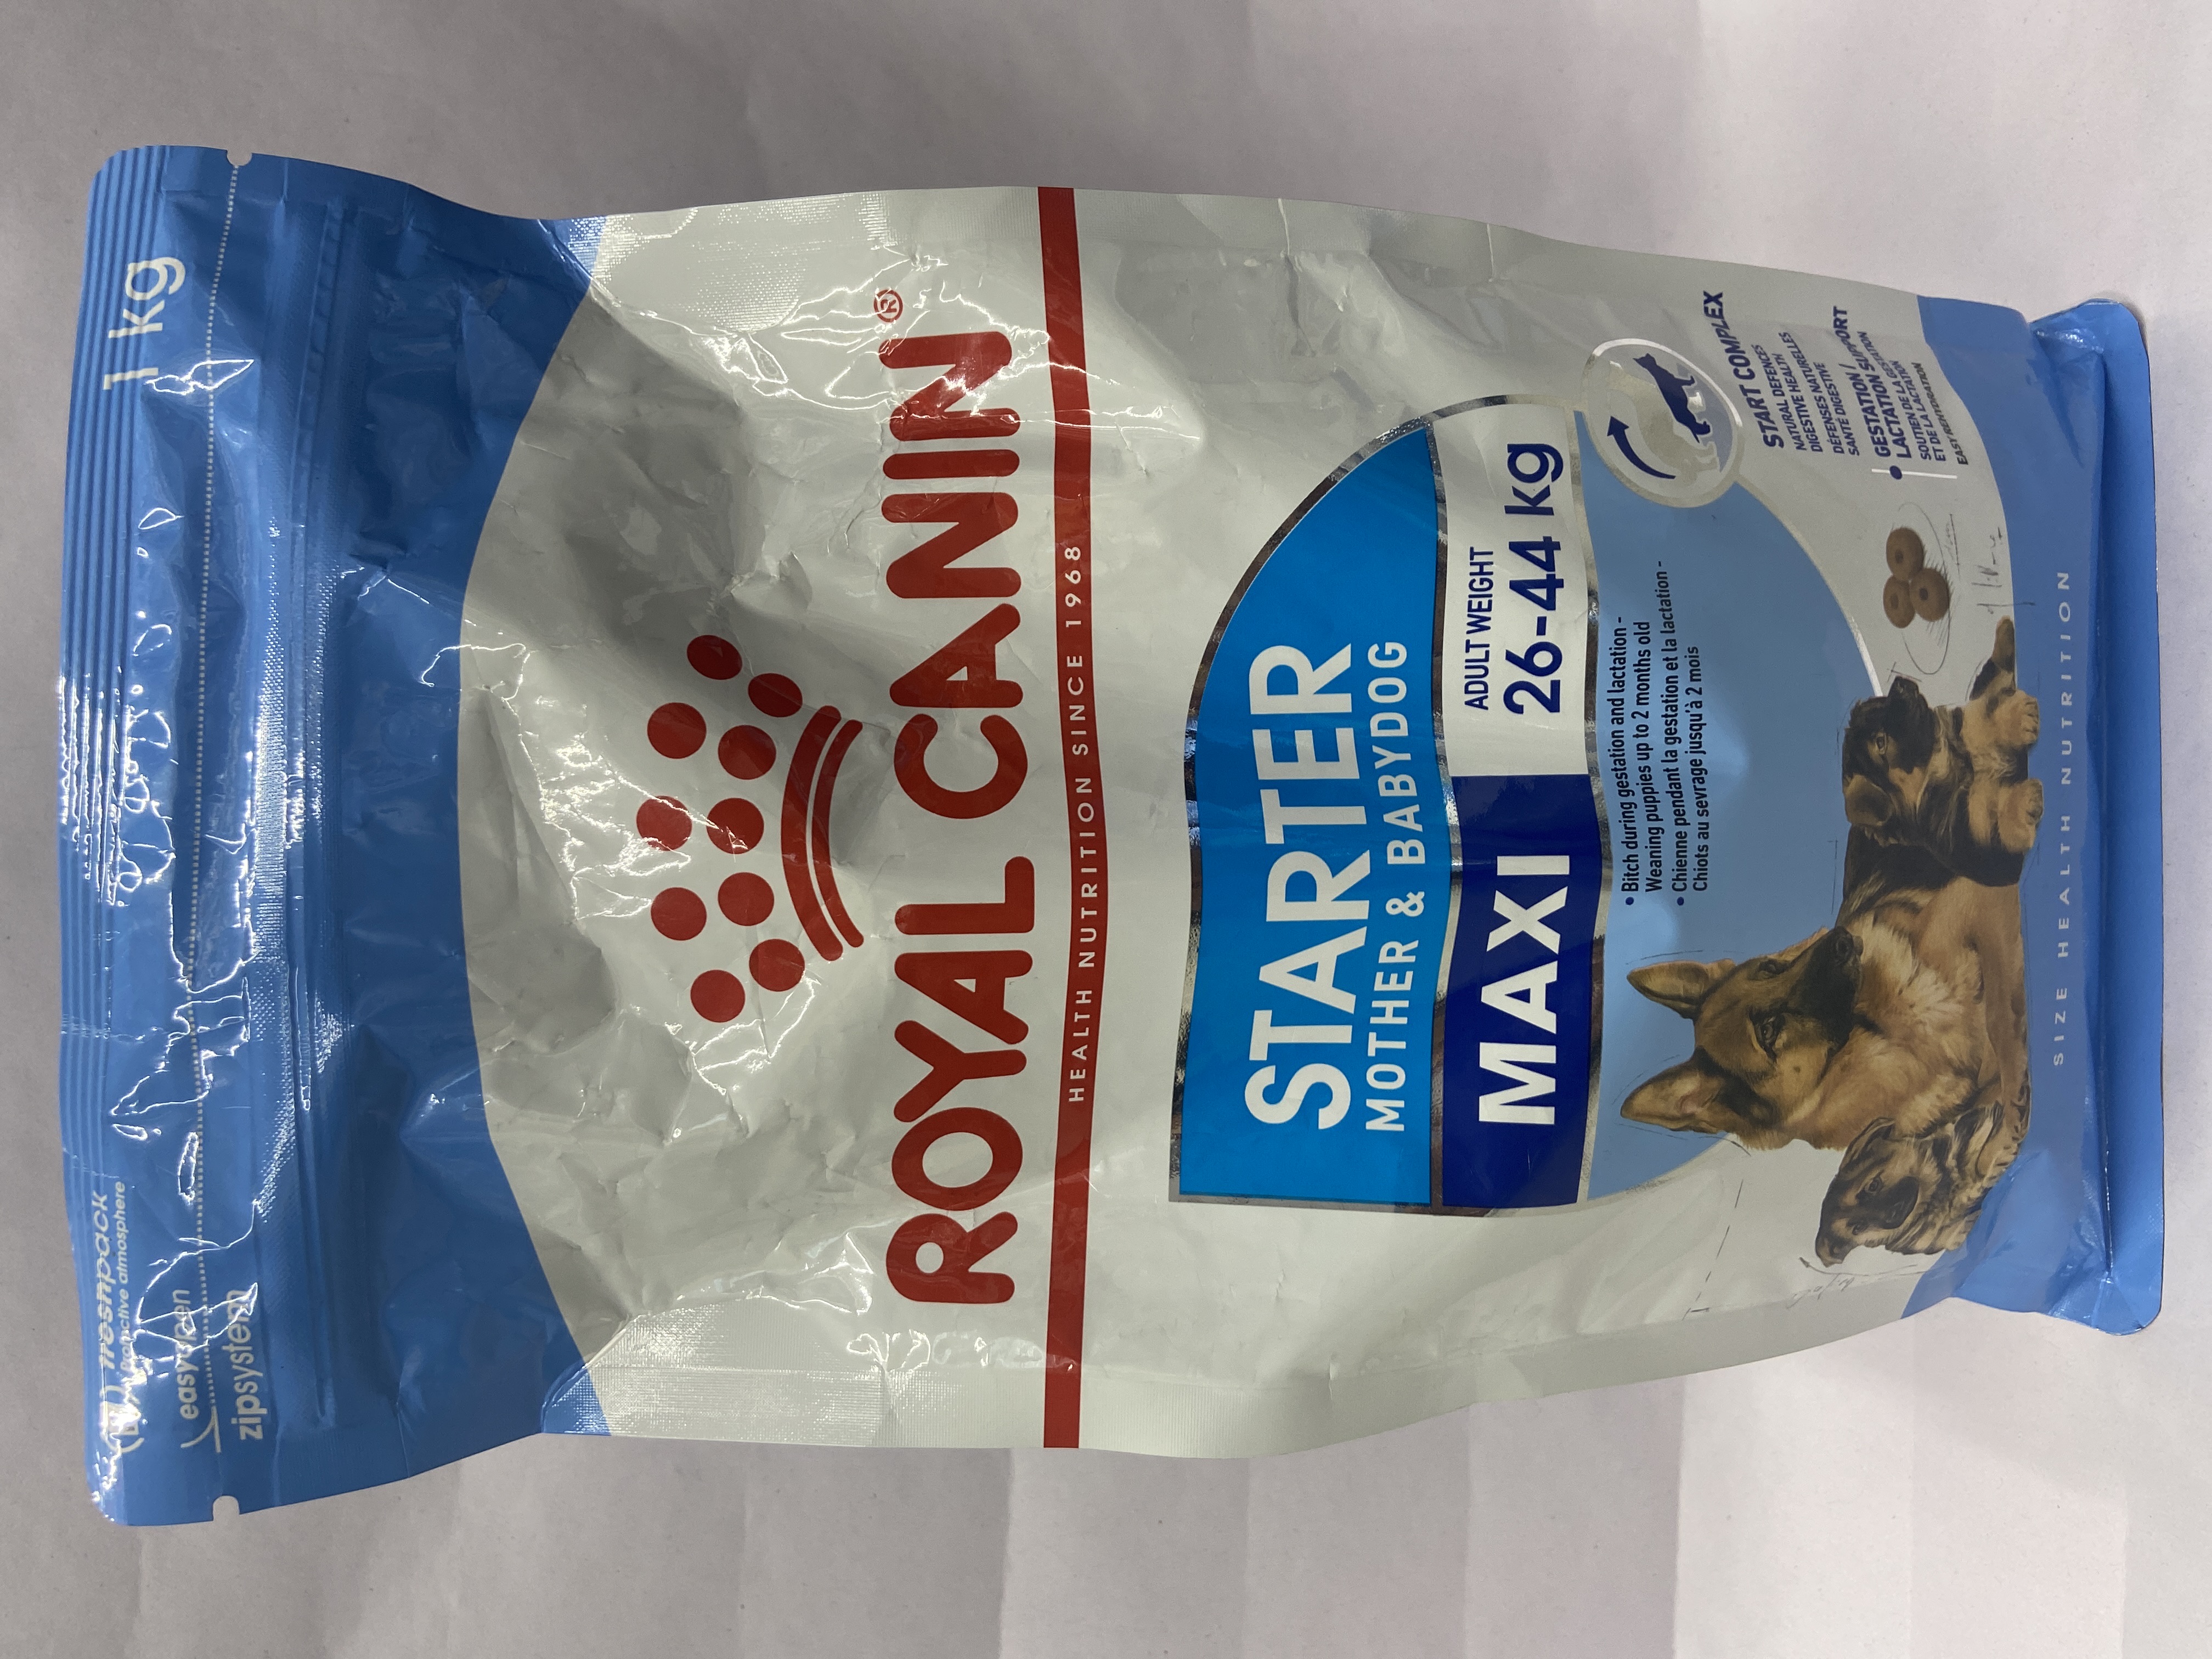 freshpack
Protective atmosphere
1 kg
easyopen
zipsystem
ROYAL CANIN®
HEALTH NUTRITION SINCE 1968
STARTER
MOTHER & BABYDOG
MAXI
ADULT WEIGHT
26-44 kg
• Bitch during gestation and lactation -
Weaning puppies up to 2 months old
• Chienne pendant la gestation et la lactation -
Chiots au sevrage jusqu'à 2 mois
START COMPLEX
NATURAL DEFENCES
DIGESTIVE HEALTH
DÉFENSES NATURELLES
SANTÉ DIGESTIVE
GESTATION /
LACTATION SUPPORT
SOUTIEN DE LA GESTATION
ET DE LA LACTATION
EASY REHYDRATION
SIZE HEALTH NUTRITION